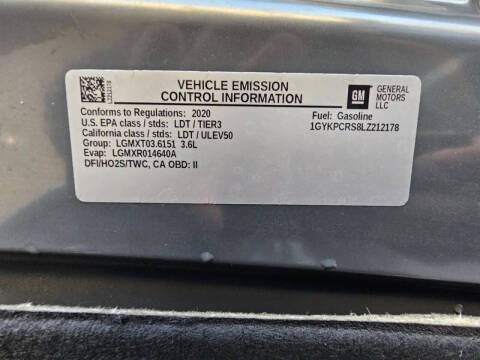 VEHICLE EMISSION
CONTROL INFORMATION
GM
GENERAL
MOTORS
LLC
Conforms to Regulations: 2020
U.S. EPA class / stds: LDT / TIER3
California class / stds: LDT / ULEV50
Group: LGMXT03.6151 3.6L
Evap: LGMXR014640A
DFI/HO2S/TWC, CA OBD: II
Fuel: Gasoline
1GYKPCRS8LZ212178
LZ212178